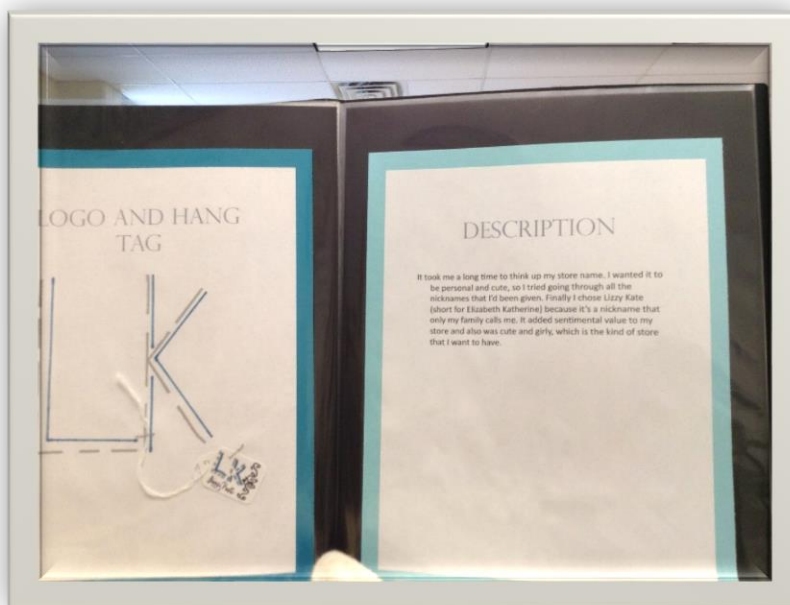 LOGO AND HANG
TAG
LK
LK
DESCRIPTION
It took me a long time to think up my store name. I wanted it to
be personal and cute, so I tried going through all the
nicknames that I'd been given. Finally I chose Lizzy Kate
(short for Elizabeth Katherine) because it's a nickname that
only my family calls me. It added sentimental value to my
store and also was cute and girly, which is the kind of store
that I want to have.